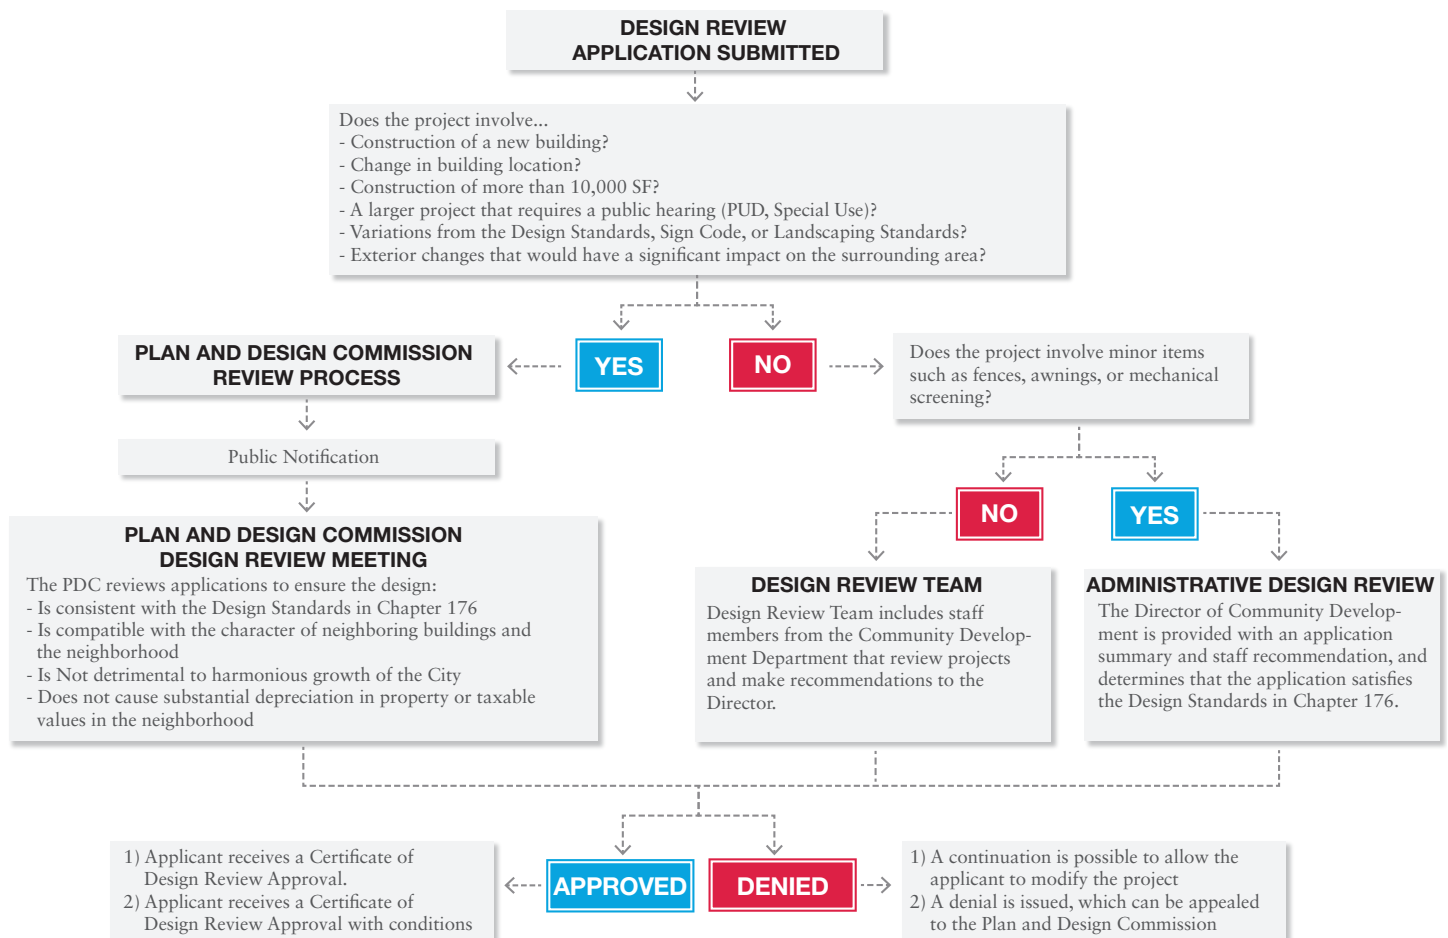 DESIGN REVIEW
APPLICATION SUBMITTED
Does the project involve...
- Construction of a new building?
- Change in building location?
- Construction of more than 10,000 SF?
- A larger project that requires a public hearing (PUD, Special Use)?
- Variations from the Design Standards, Sign Code, or Landscaping Standards?
- Exterior changes that would have a significant impact on the surrounding area?
PLAN AND DESIGN COMMISSION
REVIEW PROCESS
YES
NO
Does the project involve minor items
such as fences, awnings, or mechanical
screening?
Public Notification
NO
YES
PLAN AND DESIGN COMMISSION
DESIGN REVIEW MEETING
The PDC reviews applications to ensure the design:
- Is consistent with the Design Standards in Chapter 176
- Is compatible with the character of neighboring buildings and
the neighborhood
- Is Not detrimental to harmonious growth of the City
- Does not cause substantial depreciation in property or taxable
values in the neighborhood
DESIGN REVIEW TEAM
Design Review Team includes staff
members from the Community Develop-
ment Department that review projects
and make recommendations to the
Director.
ADMINISTRATIVE DESIGN REVIEW
The Director of Community Develop-
ment is provided with an application
summary and staff recommendation, and
determines that the application satisfies
the Design Standards in Chapter 176.
1) Applicant receives a Certificate of
Design Review Approval.
2) Applicant receives a Certificate of
Design Review Approval with conditions
APPROVED
DENIED
1) A continuation is possible to allow the
applicant to modify the project
2) A denial is issued, which can be appealed
to the Plan and Design Commission